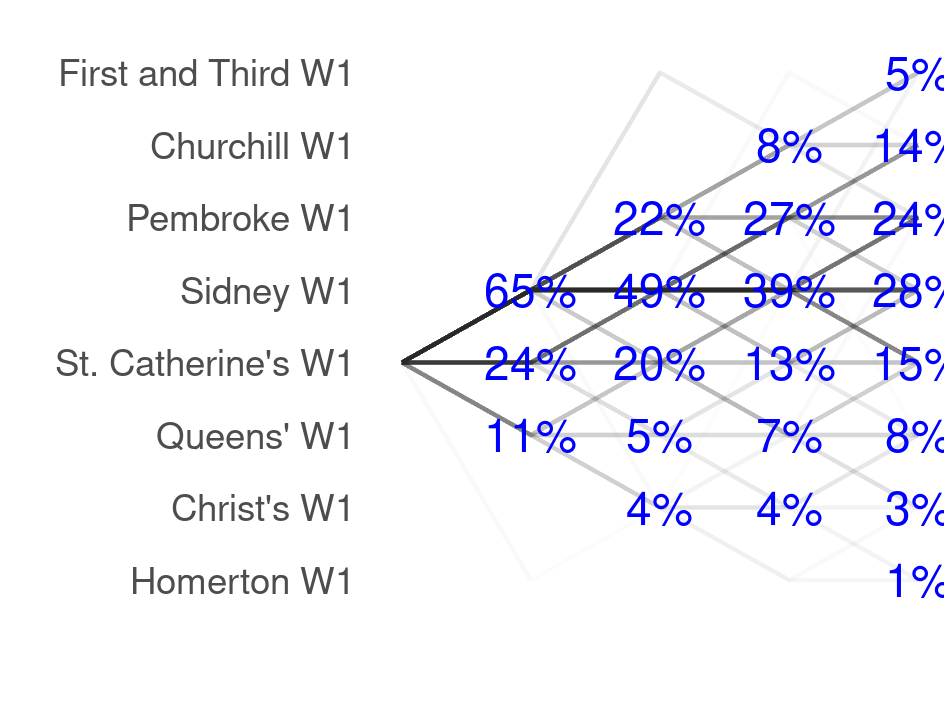 First and Third W1 5%
Churchill W1 8% 14%
Pembroke W1 22% 27% 24%
Sidney W1 65% 49% 39% 28%
St. Catherine's W1 24% 20% 13% 15%
Queens' W1 11% 5% 7% 8%
Christ's W1 4% 4% 3%
Homerton W1 1%